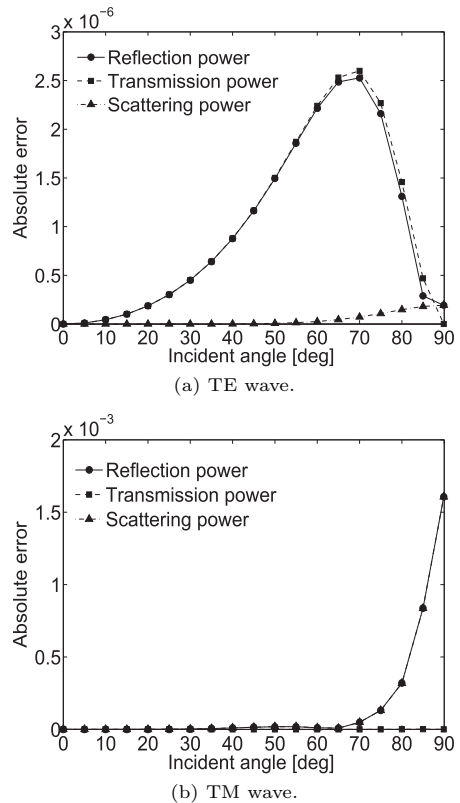 x 10^-6
3
2.5
2
1.5
1
0.5
0
Absolute error
Reflection power
Transmission power
Scattering power
0 10 20 30 40 50 60 70 80 90
Incident angle [deg]
(a) TE wave.
x 10^-3
2
1.5
1
0.5
0
Absolute error
Reflection power
Transmission power
Scattering power
0 10 20 30 40 50 60 70 80 90
Incident angle [deg]
(b) TM wave.